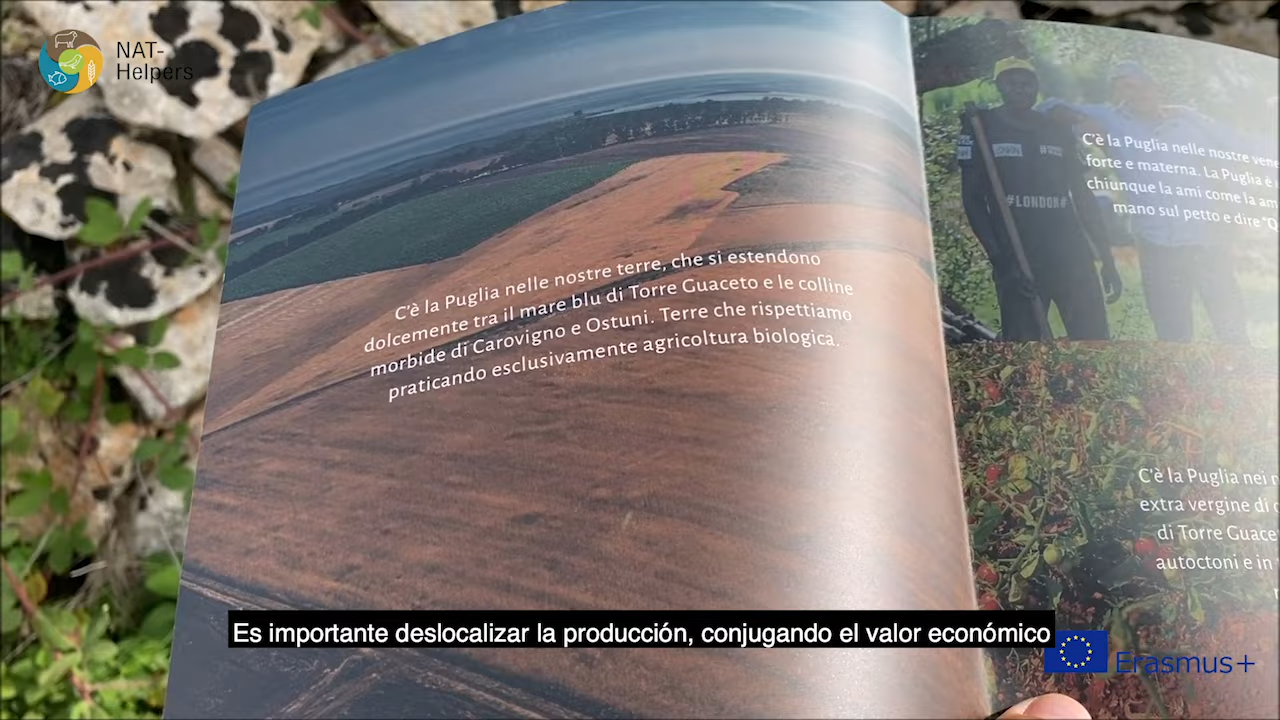 NAT-
Helpers
C'è la Puglia nelle nostre terre, che si estendono
dolcemente tra il mare blu di Torre Guaceto e le colline
morbide di Carovigno e Ostuni. Terre che rispettiamo
praticando esclusivamente agricoltura biologica.
C'è la Puglia nelle nostre vene
forte e materna. La Puglia è
chiunque la ami come la am
mano sul petto e dire "Q
#LONDON#
C'è la Puglia nei
extra vergine di
di Torre Guace
autoctoni e in
Es importante deslocalizar la producción, conjugando el valor económico
Erasmus+